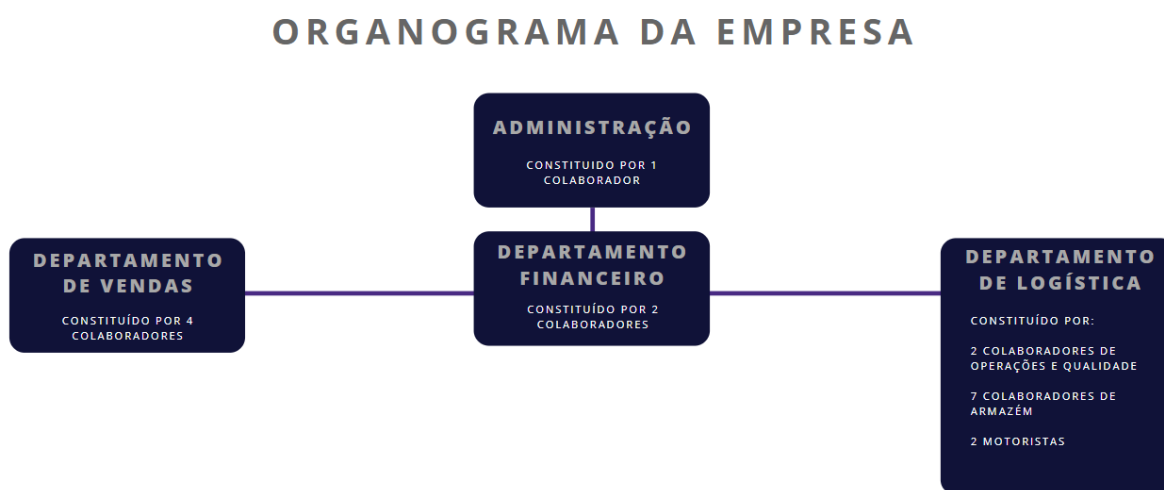 ORGANOGRAMA DA EMPRESA
ADMINISTRAÇÃO
CONSTITUIDO POR 1
COLABORADOR
DEPARTAMENTO
DE VENDAS
CONSTITUÍDO POR 4
COLABORADORES
DEPARTAMENTO
FINANCEIRO
CONSTITUÍDO POR 2
COLABORADORES
DEPARTAMENTO
DE LOGÍSTICA
CONSTITUÍDO POR:
2 COLABORADORES DE
OPERAÇÕES E QUALIDADE
7 COLABORADORES DE
ARMAZÉM
2 MOTORISTAS